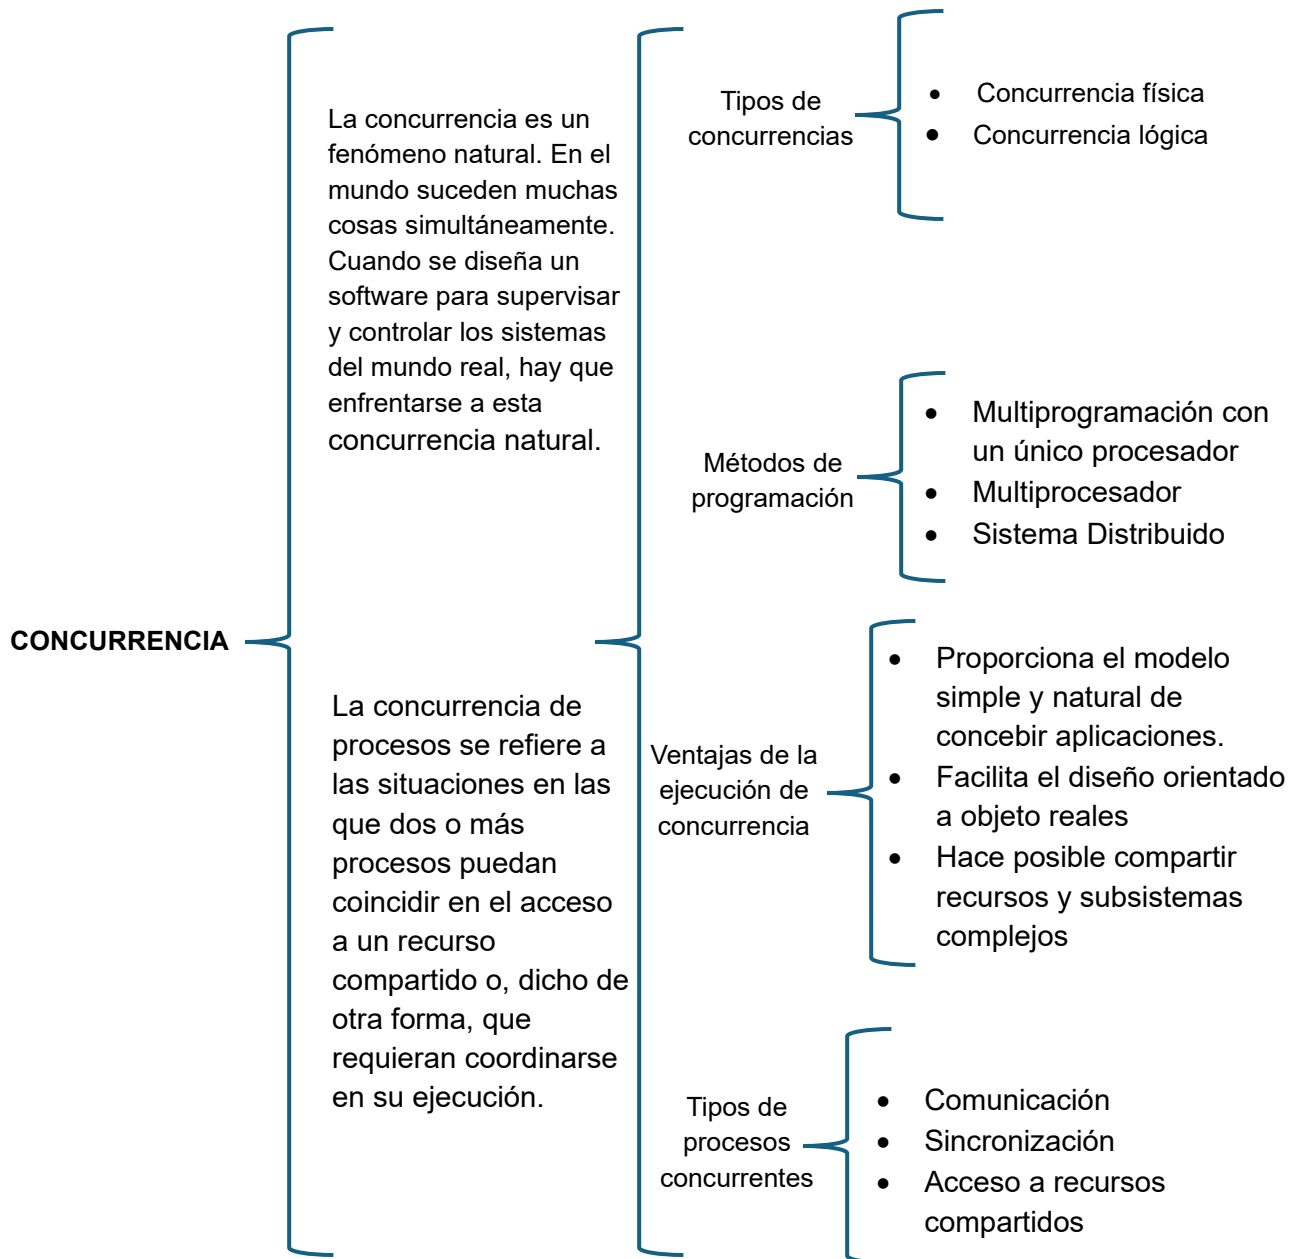 CONCURRENCIA
La concurrencia es un
fenómeno natural. En el
mundo suceden muchas
cosas simultáneamente.
Cuando se diseña un
software para supervisar
y controlar los sistemas
del mundo real, hay que
enfrentarse a esta
concurrencia natural.
La concurrencia de
procesos se refiere a
las situaciones en las
que dos o más
procesos puedan
coincidir en el acceso
a un recurso
compartido o, dicho de
otra forma, que
requieran coordinarse
en su ejecución.
Tipos de
concurrencias
• Concurrencia física
• Concurrencia lógica
Métodos de
programación
• Multiprogramación con
un único procesador
• Multiprocesador
• Sistema Distribuido
Ventajas de la
ejecución de
concurrencia
• Proporciona el modelo
simple y natural de
concebir aplicaciones.
• Facilita el diseño orientado
a objeto reales
• Hace posible compartir
recursos y subsistemas
complejos
Tipos de
procesos
concurrentes
• Comunicación
• Sincronización
• Acceso a recursos
compartidos